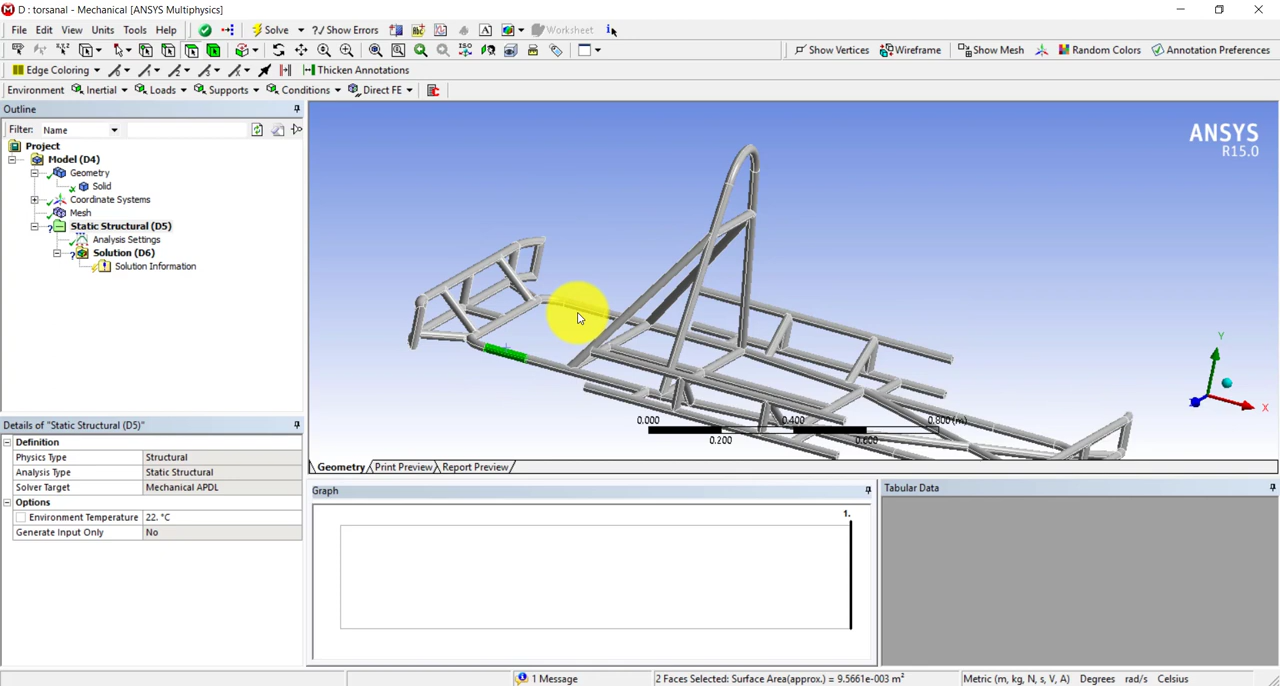 D : torsanal - Mechanical [ANSYS Multiphysics]
File Edit View Units Tools Help Solve ?/ Show Errors Worksheet
Show Vertices Wireframe Show Mesh Random Colors Annotation Preferences
Edge Coloring Thicken Annotations
Environment Inertial Loads Supports Conditions Direct FE
Outline
Filter: Name
Project
Model (D4)
Geometry
Solid
Coordinate Systems
Mesh
Static Structural (D5)
Analysis Settings
Solution (D6)
Solution Information
ANSYS
R15.0
Y
X
0.000 0.400 0.800 (m)
0.200 0.600
Details of "Static Structural (D5)"
Definition
Physics Type Structural
Analysis Type Static Structural
Solver Target Mechanical APDL
Options
Environment Temperature 22. °C
Generate Input Only No
Geometry Print Preview Report Preview
Graph
1.
Tabular Data
1 Message 2 Faces Selected: Surface Area(approx.) = 9.5661e-003 m² Metric (m, kg, N, s, V, A) Degrees rad/s Celsius